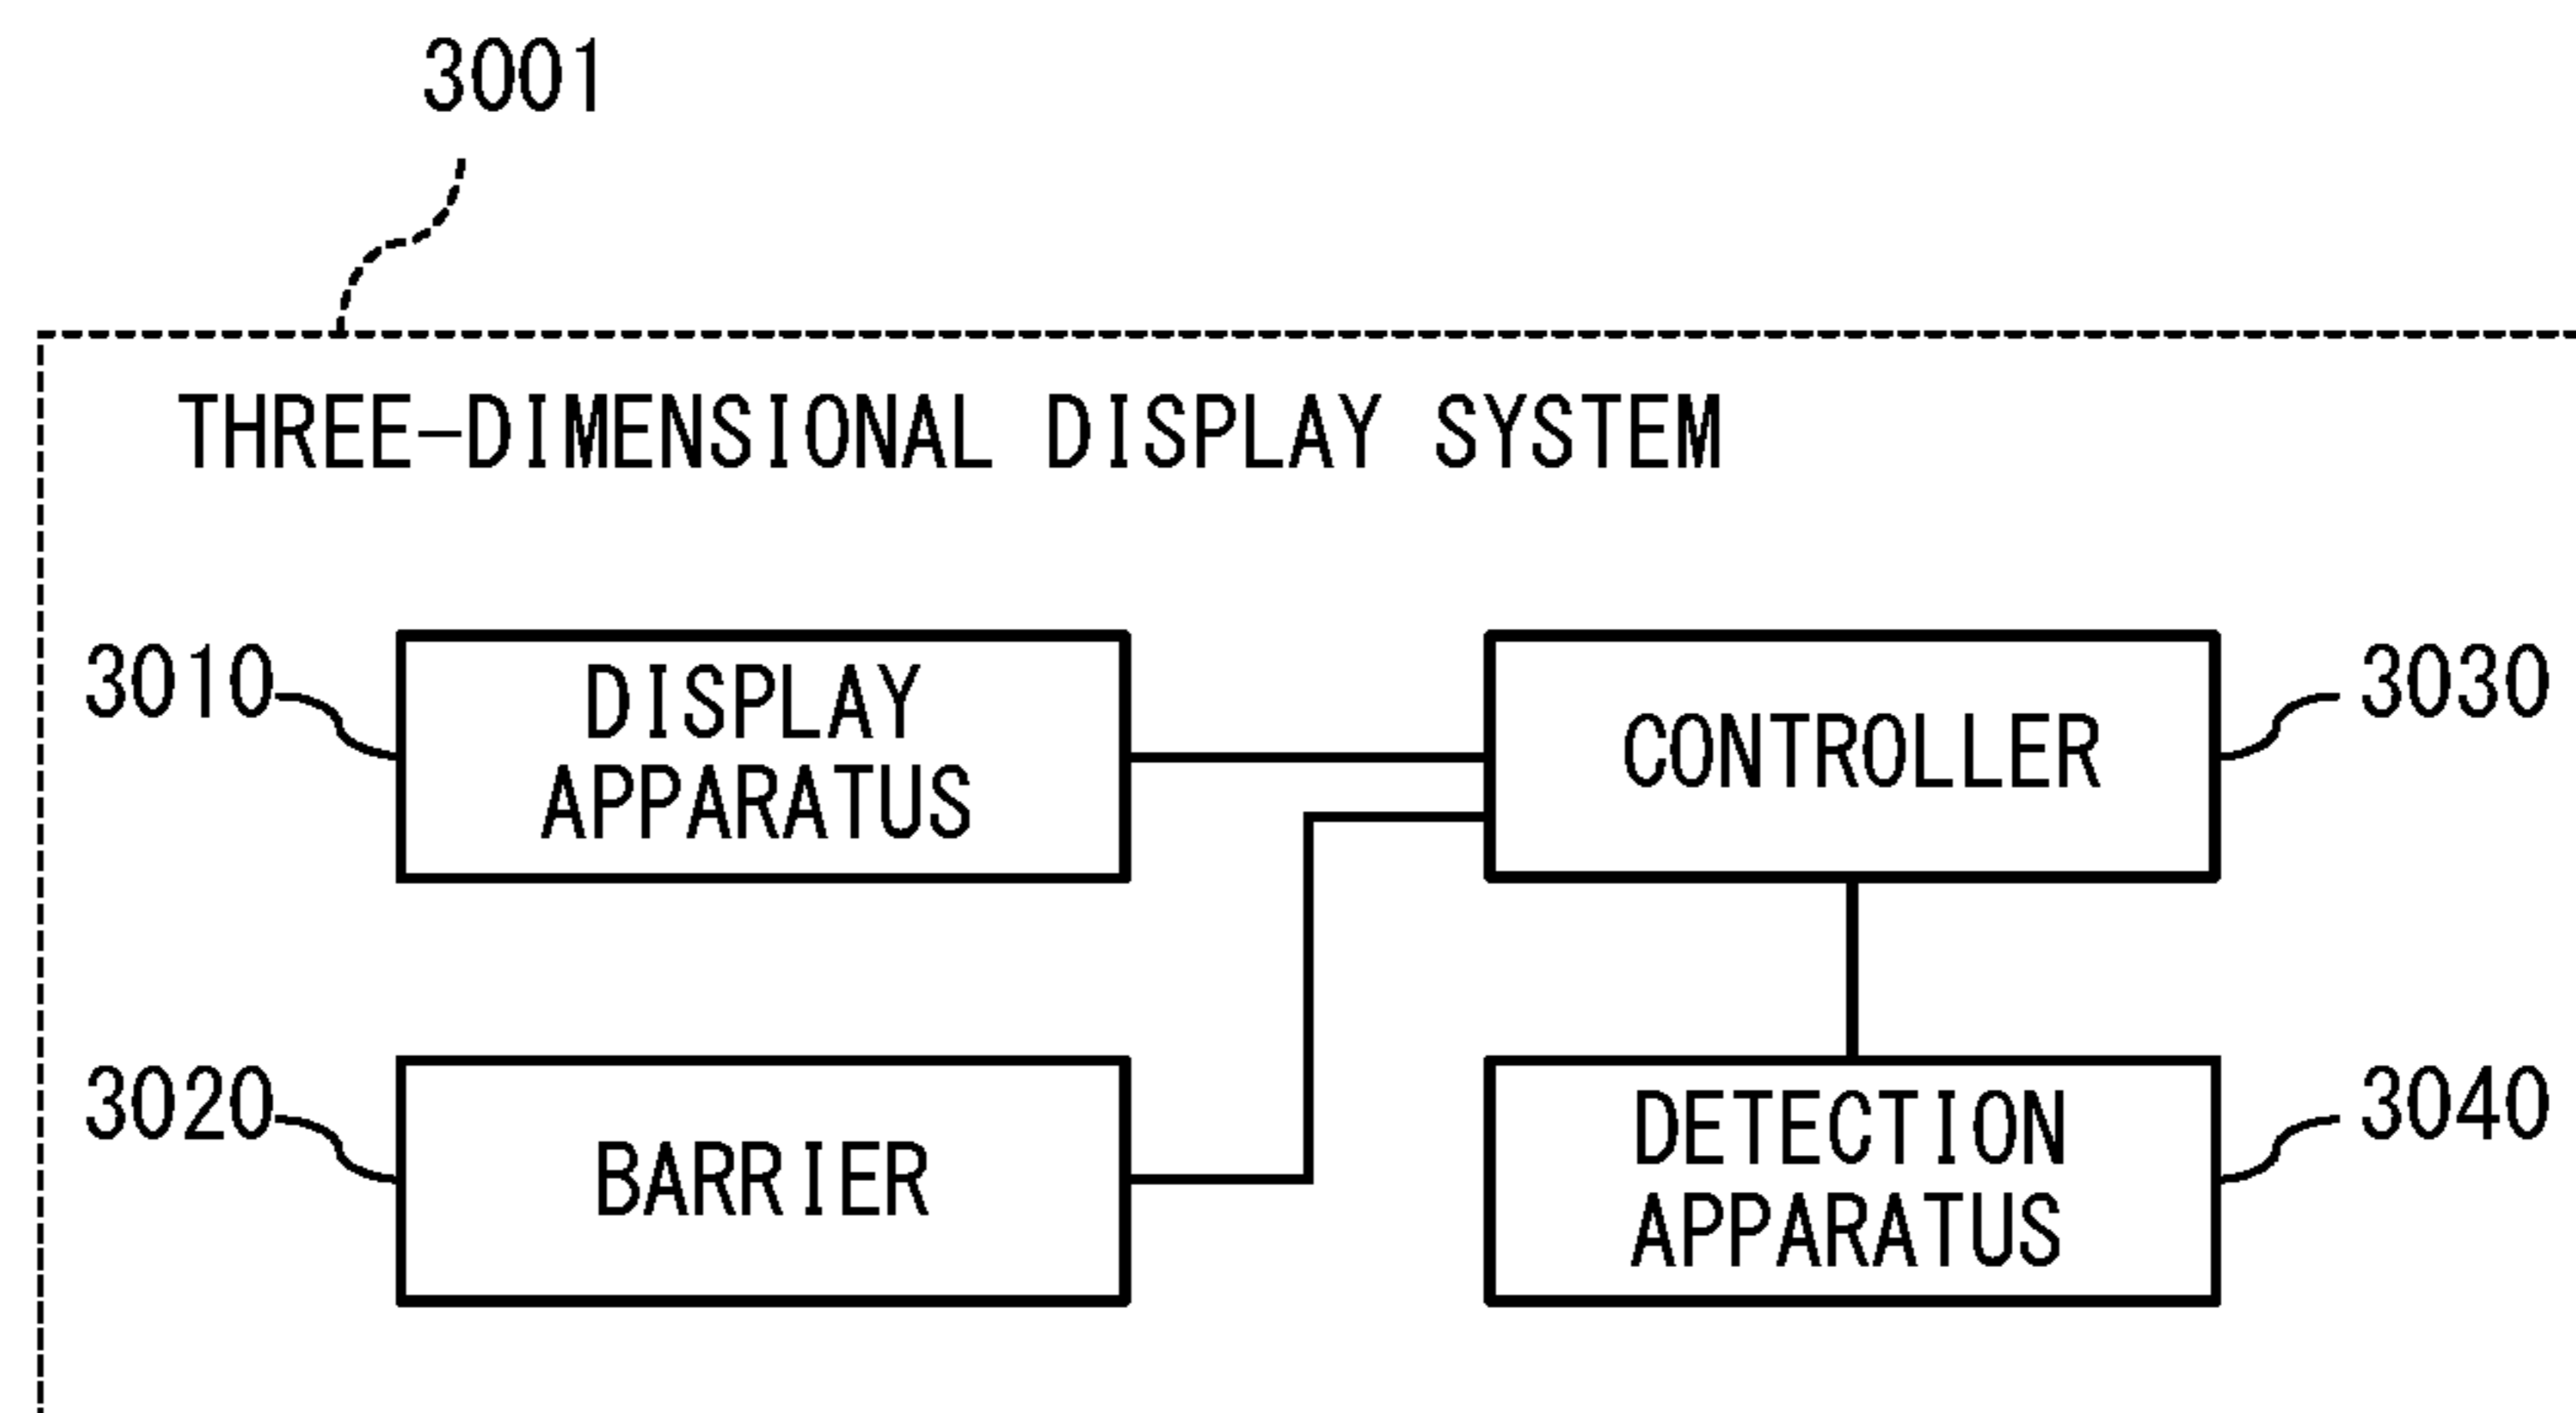 3001
THREE-DIMENSIONAL DISPLAY SYSTEM
3010
DISPLAY
APPARATUS
CONTROLLER
3030
3020
BARRIER
DETECTION
APPARATUS
3040